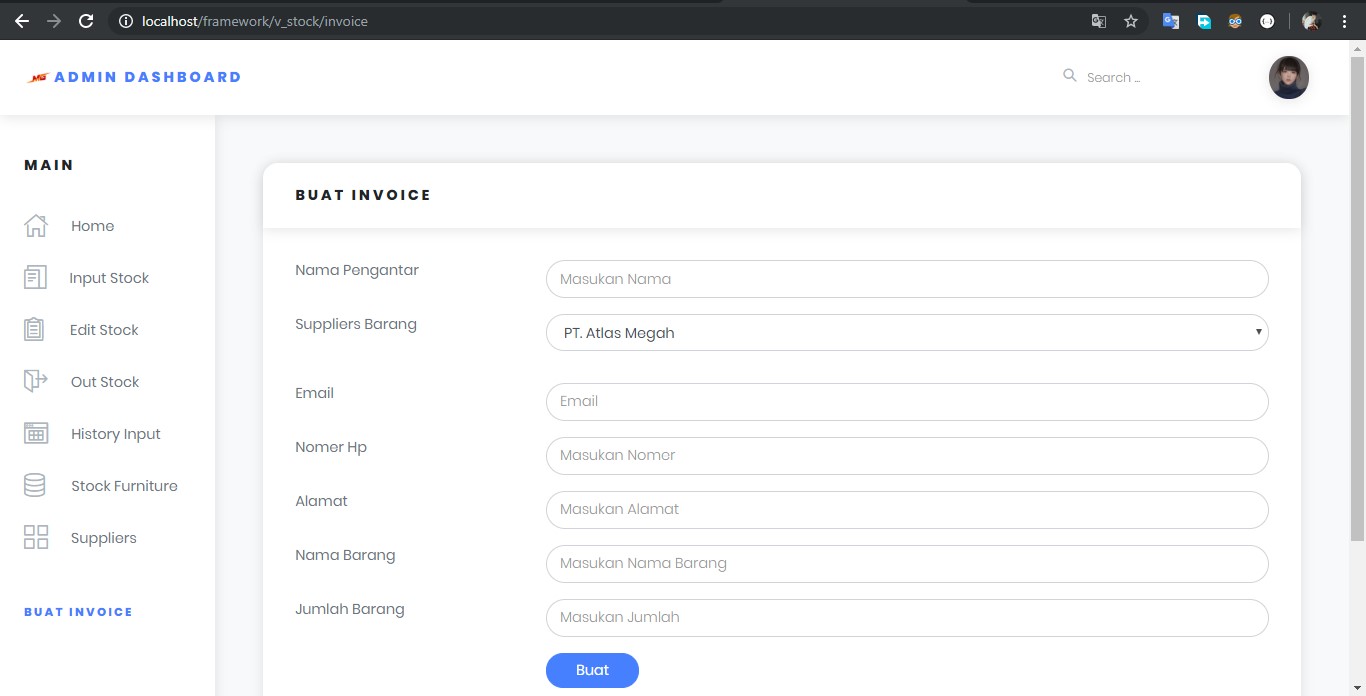 localhost/framework/v_stock/invoice
MG ADMIN DASHBOARD
Search ...
MAIN
Home
Input Stock
Edit Stock
Out Stock
History Input
Stock Furniture
Suppliers
BUAT INVOICE
BUAT INVOICE
Nama Pengantar
Masukan Nama
Suppliers Barang
PT. Atlas Megah
Email
Email
Nomer Hp
Masukan Nomor
Alamat
Masukan Alamat
Nama Barang
Masukan Nama Barang
Jumlah Barang
Masukan Jumlah
Buat